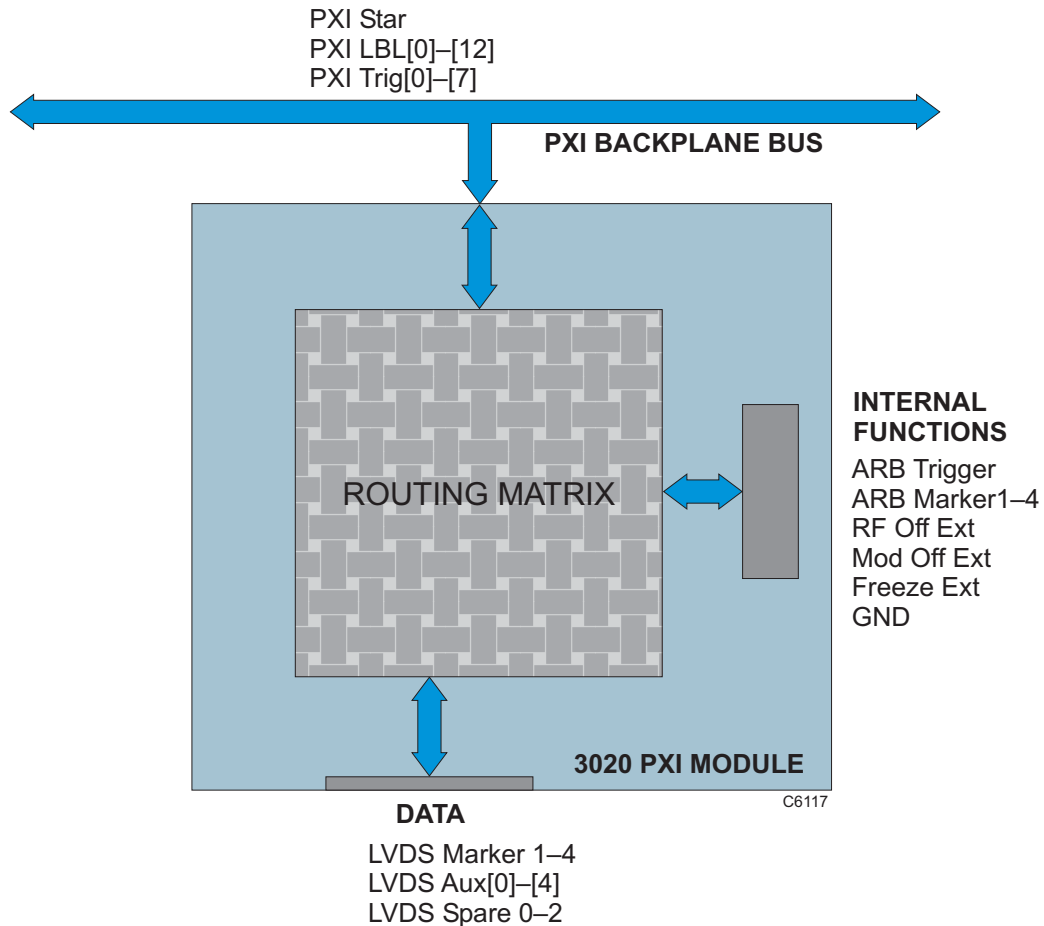 PXI Star
PXI LBL[0]–[12]
PXI Trig[0]–[7]
PXI BACKPLANE BUS
ROUTING MATRIX
INTERNAL
FUNCTIONS
ARB Trigger
ARB Marker1–4
RF Off Ext
Mod Off Ext
Freeze Ext
GND
3020 PXI MODULE
C6117
DATA
LVDS Marker 1–4
LVDS Aux[0]–[4]
LVDS Spare 0–2